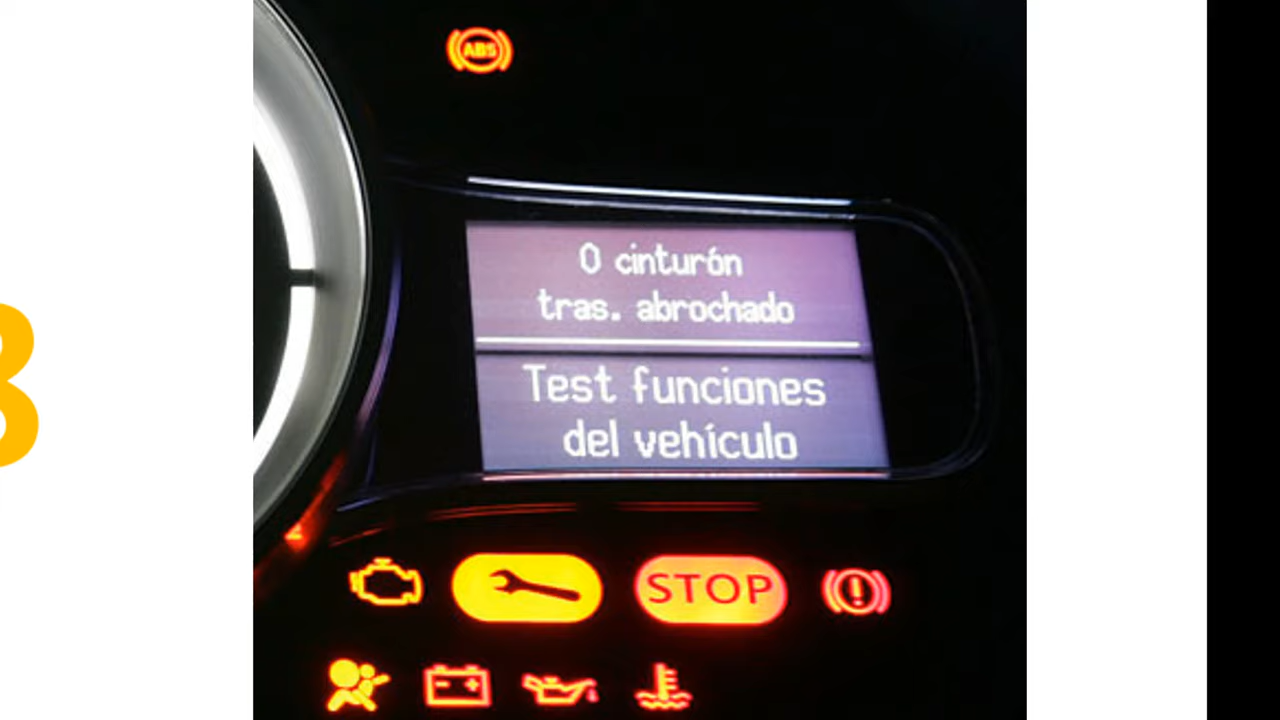 ABS
0 cinturón
tras. abrochado
Test funciones
del vehículo
STOP